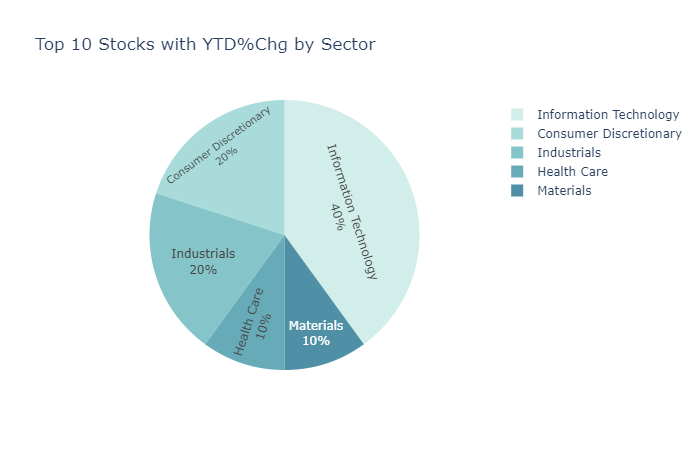 Top 10 Stocks with YTD%Chg by Sector
Information Technology
40%
Consumer Discretionary
20%
Industrials
20%
Health Care
10%
Materials
10%
Information Technology
Consumer Discretionary
Industrials
Health Care
Materials